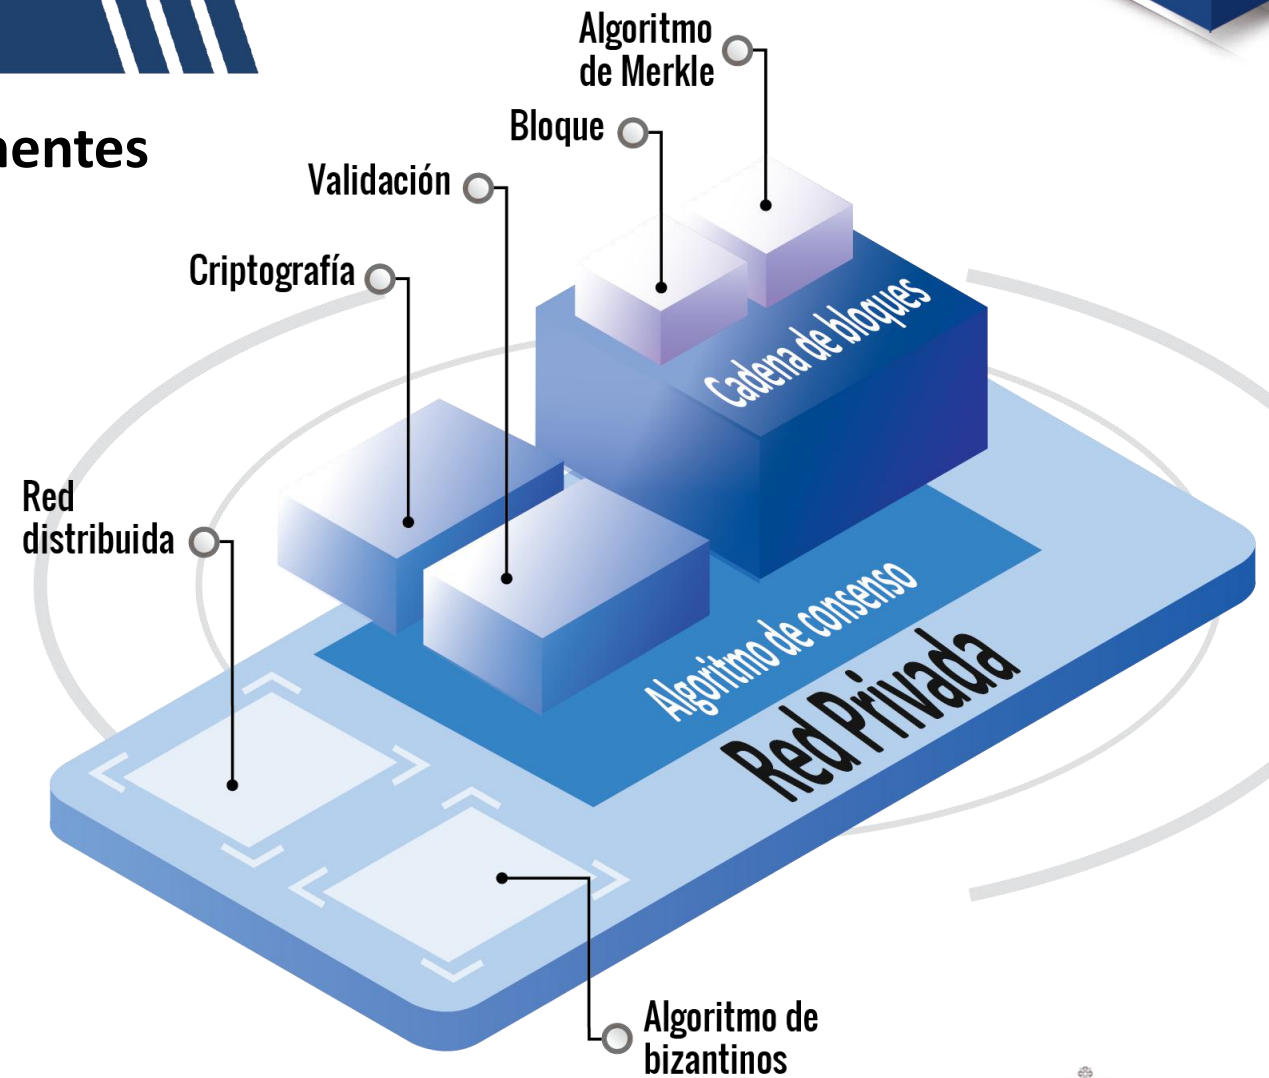 Algoritmo
de Merkle
Bloque
nentes
Validación
Criptografía
Cadena de bloques
Red
distribuida
Algoritmo de consenso
Red Privada
Algoritmo de
bizantinos